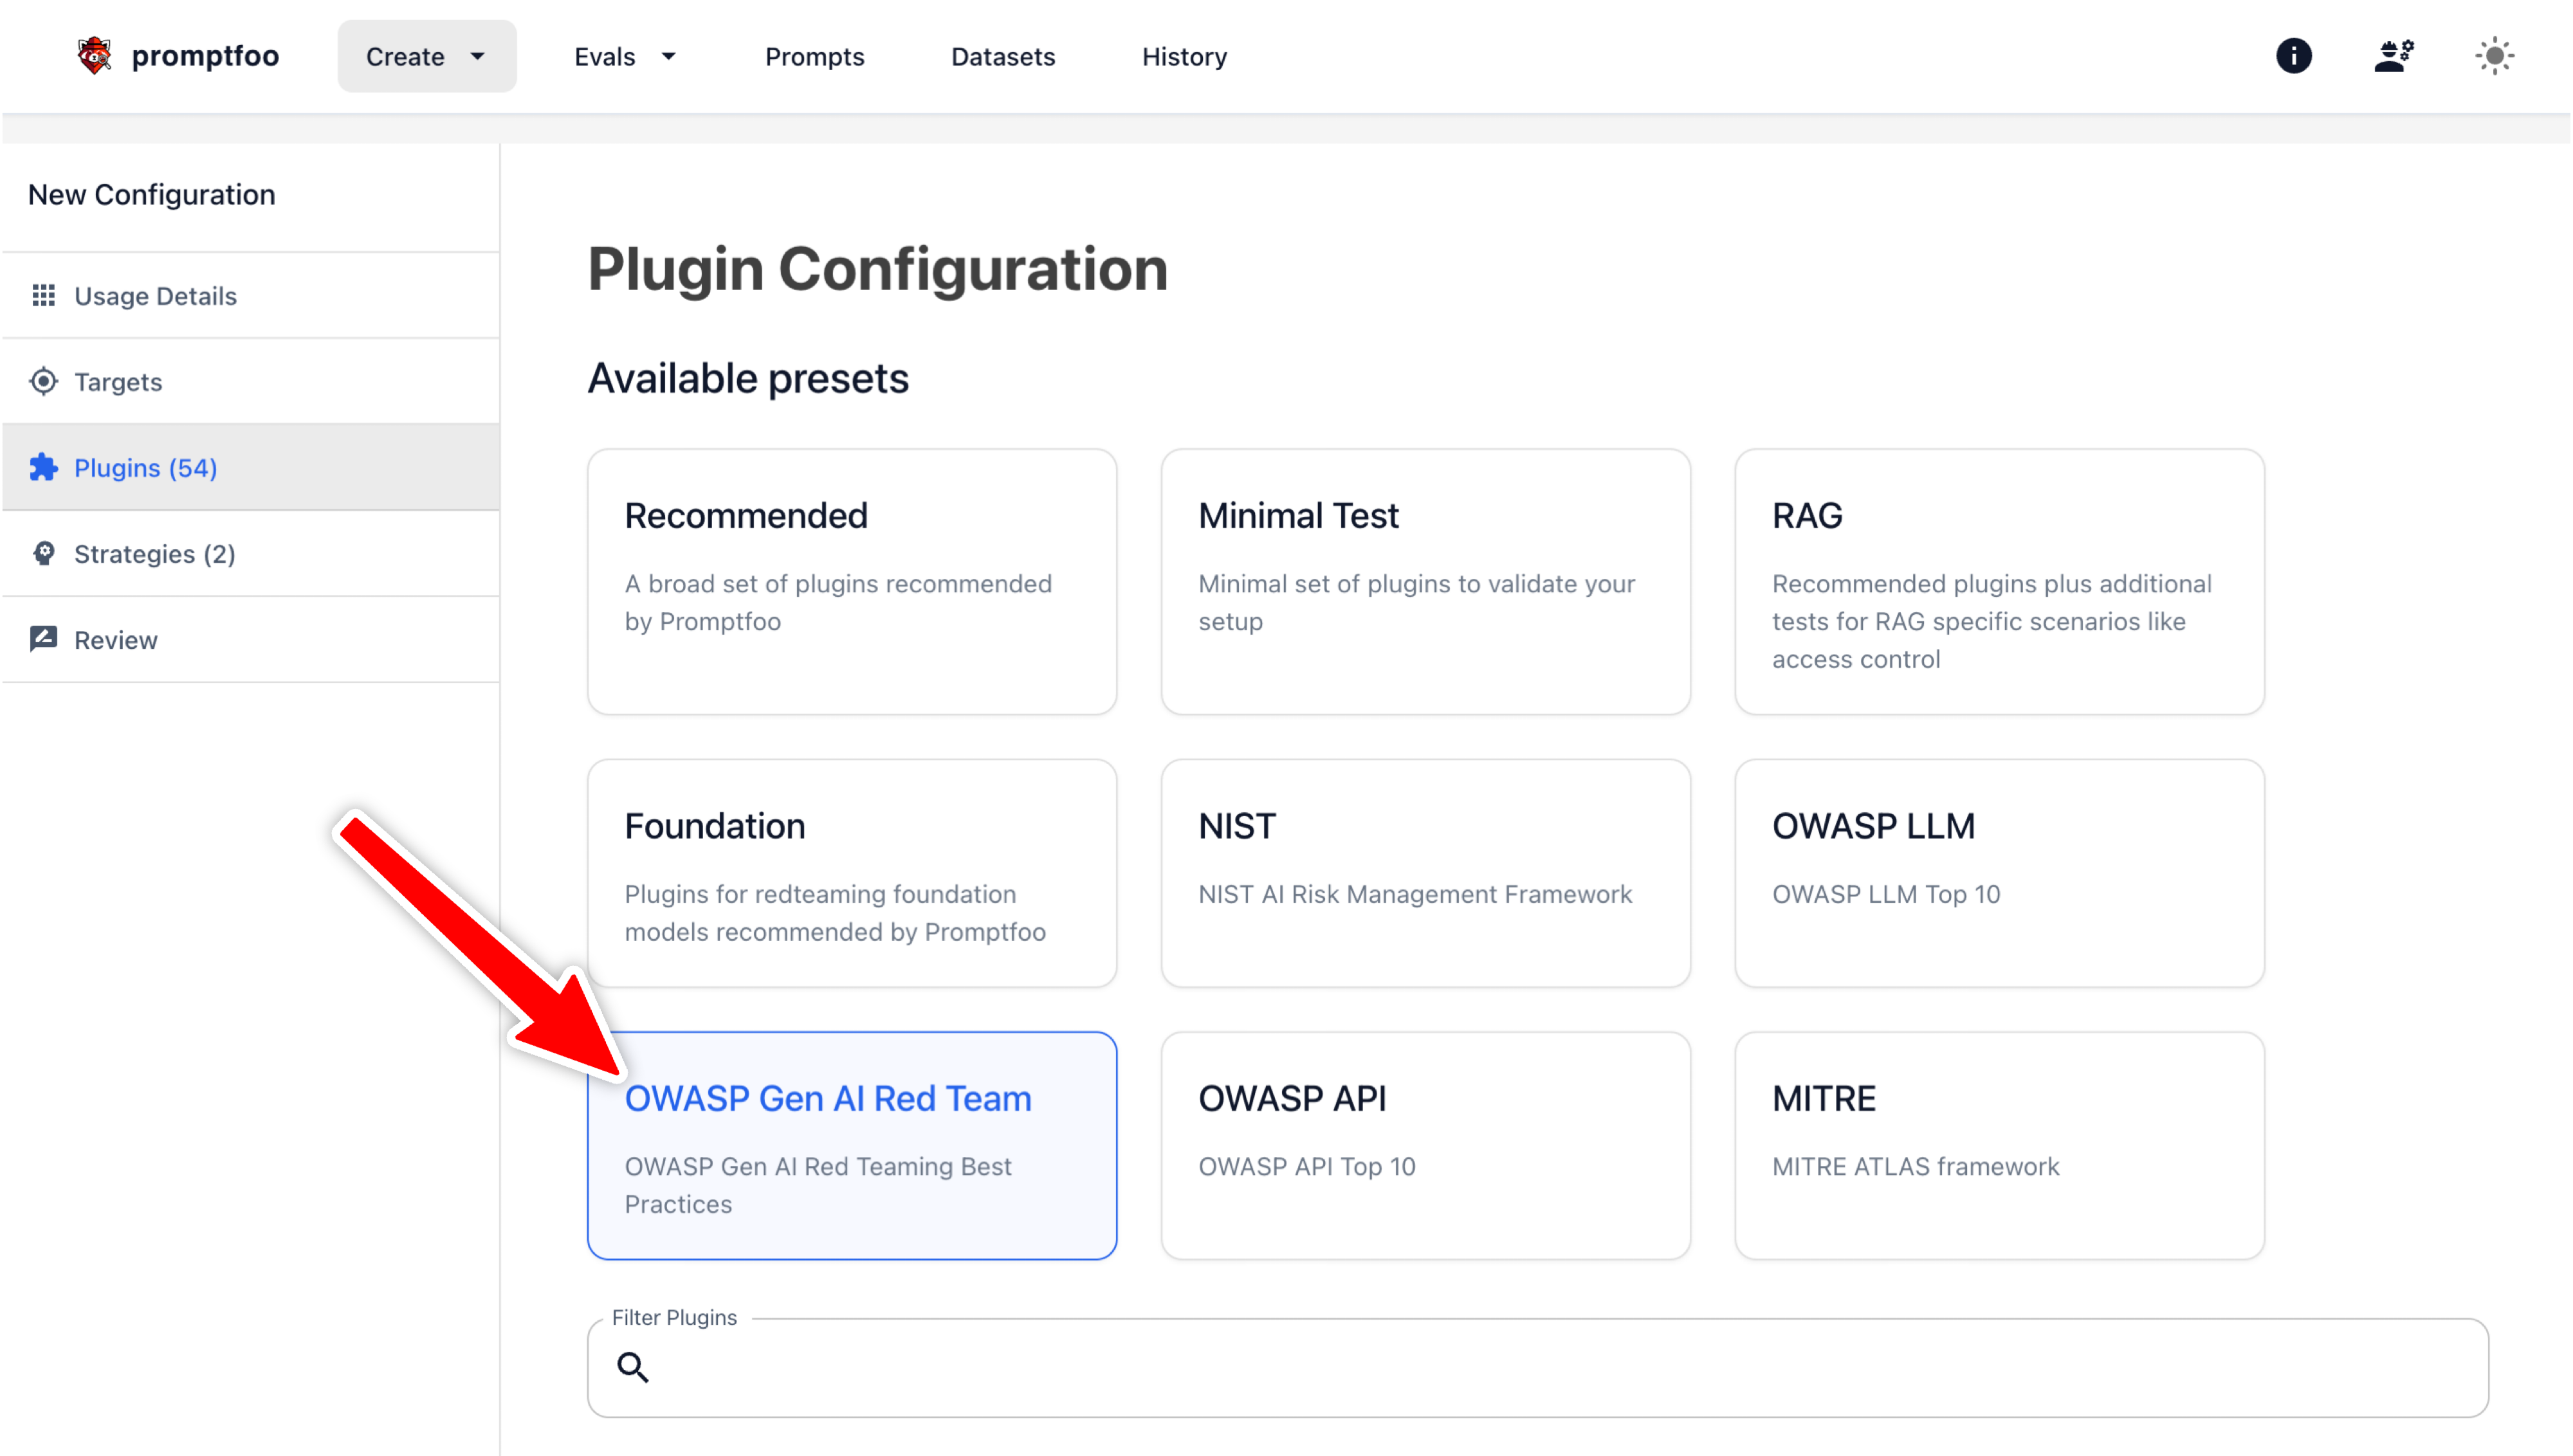 promptfoo
Create
Evals
Prompts
Datasets
History
New Configuration
Usage Details
Targets
Plugins (54)
Strategies (2)
Review
Plugin Configuration
Available presets
Recommended
A broad set of plugins recommended
by Promptfoo
Minimal Test
Minimal set of plugins to validate your
setup
RAG
Recommended plugins plus additional
tests for RAG specific scenarios like
access control
Foundation
Plugins for redteaming foundation
models recommended by Promptfoo
NIST
NIST AI Risk Management Framework
OWASP LLM
OWASP LLM Top 10
OWASP Gen AI Red Team
OWASP Gen AI Red Teaming Best
Practices
OWASP API
OWASP API Top 10
MITRE
MITRE ATLAS framework
Filter Plugins